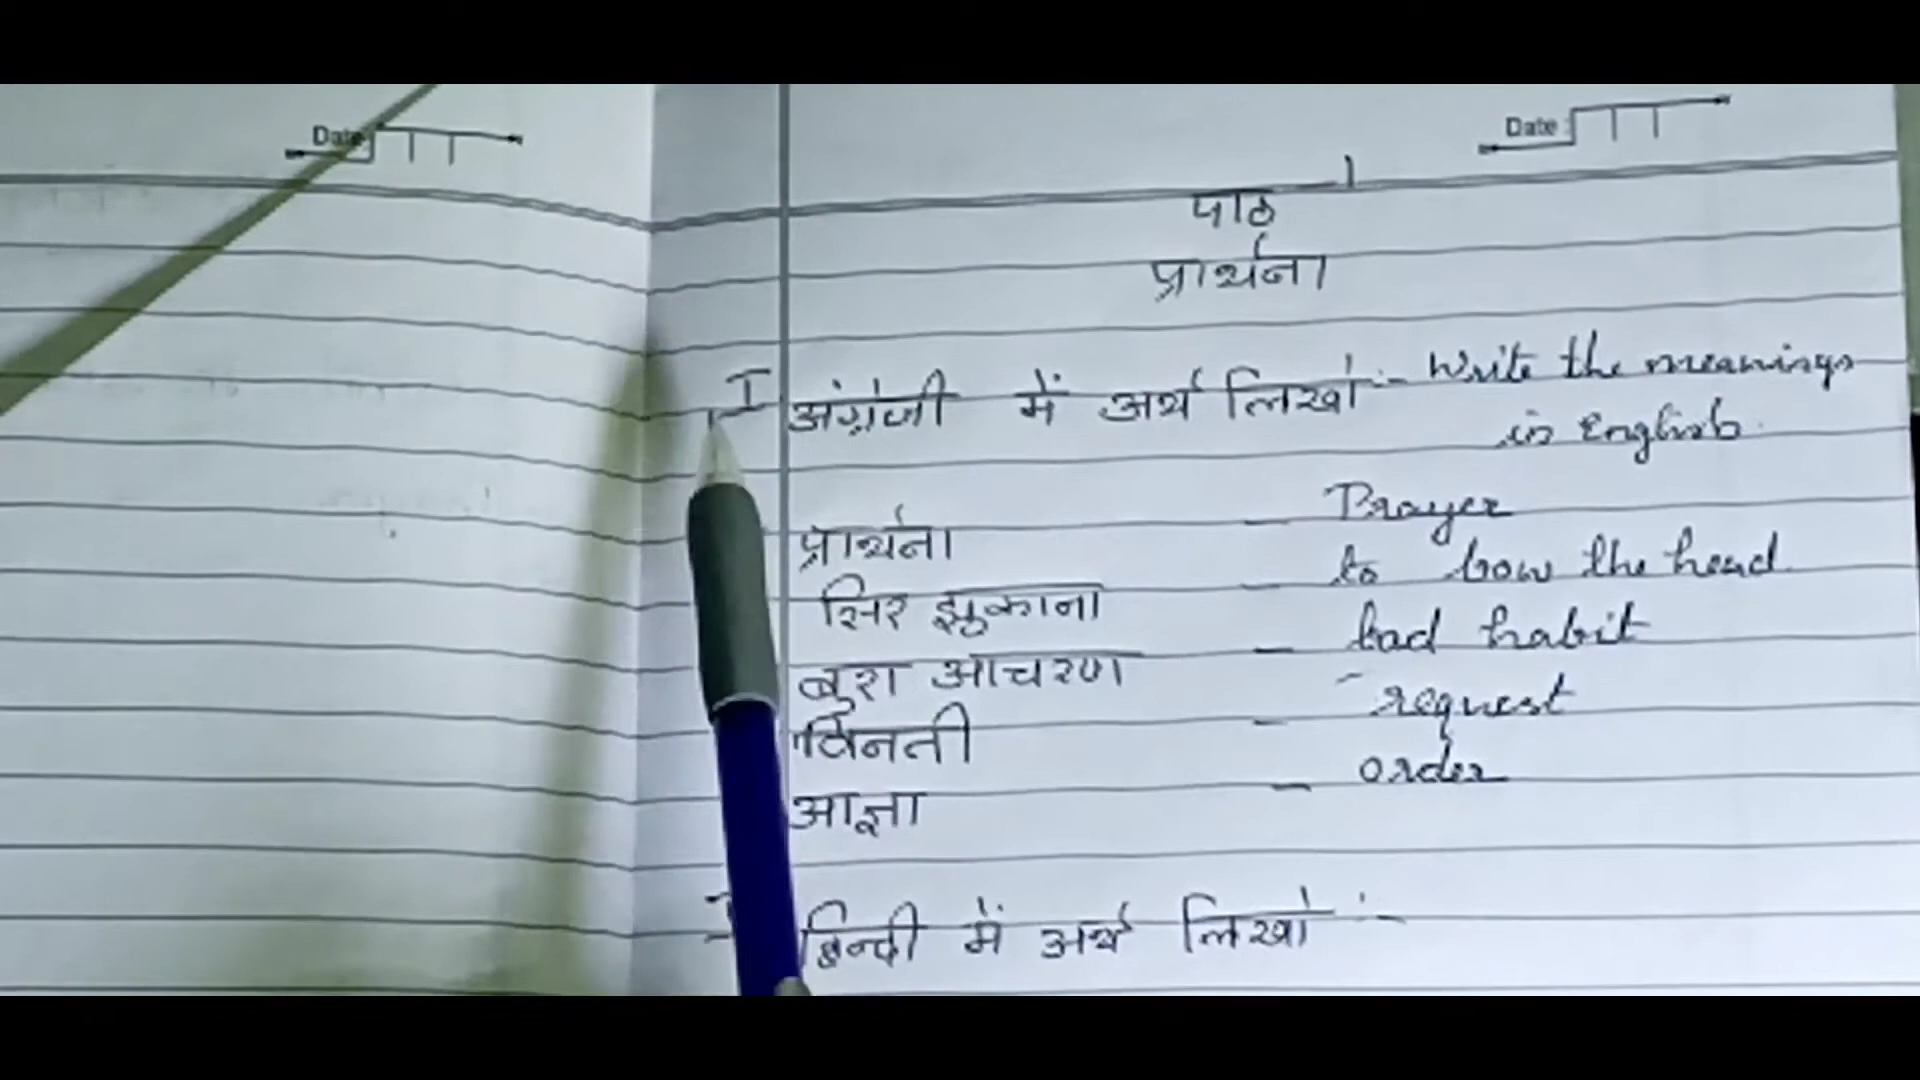 Date
Date :
पाठ 1
प्रार्थना
I अंग्रेजी में अर्थ लिखो :- Write the meanings
in English.
प्रार्थना - Prayer
सिर झुकाना - to bow the head
बुरा आचरण - bad habit
विनती - request
आज्ञा - order
हिन्दी में अर्थ लिखो :-